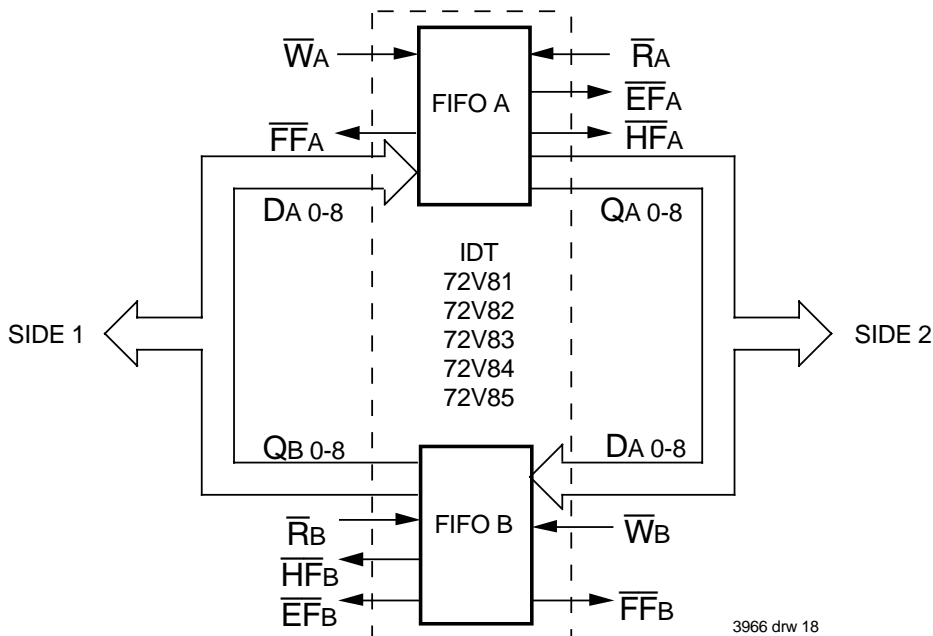 W̅A
R̅A
FIFO A
E̅F̅A
F̅F̅A
H̅F̅A
DA 0-8
QA 0-8
IDT
72V81
72V82
72V83
72V84
72V85
SIDE 1
SIDE 2
QB 0-8
DA 0-8
R̅B
FIFO B
W̅B
H̅F̅B
E̅F̅B
F̅F̅B
3966 drw 18